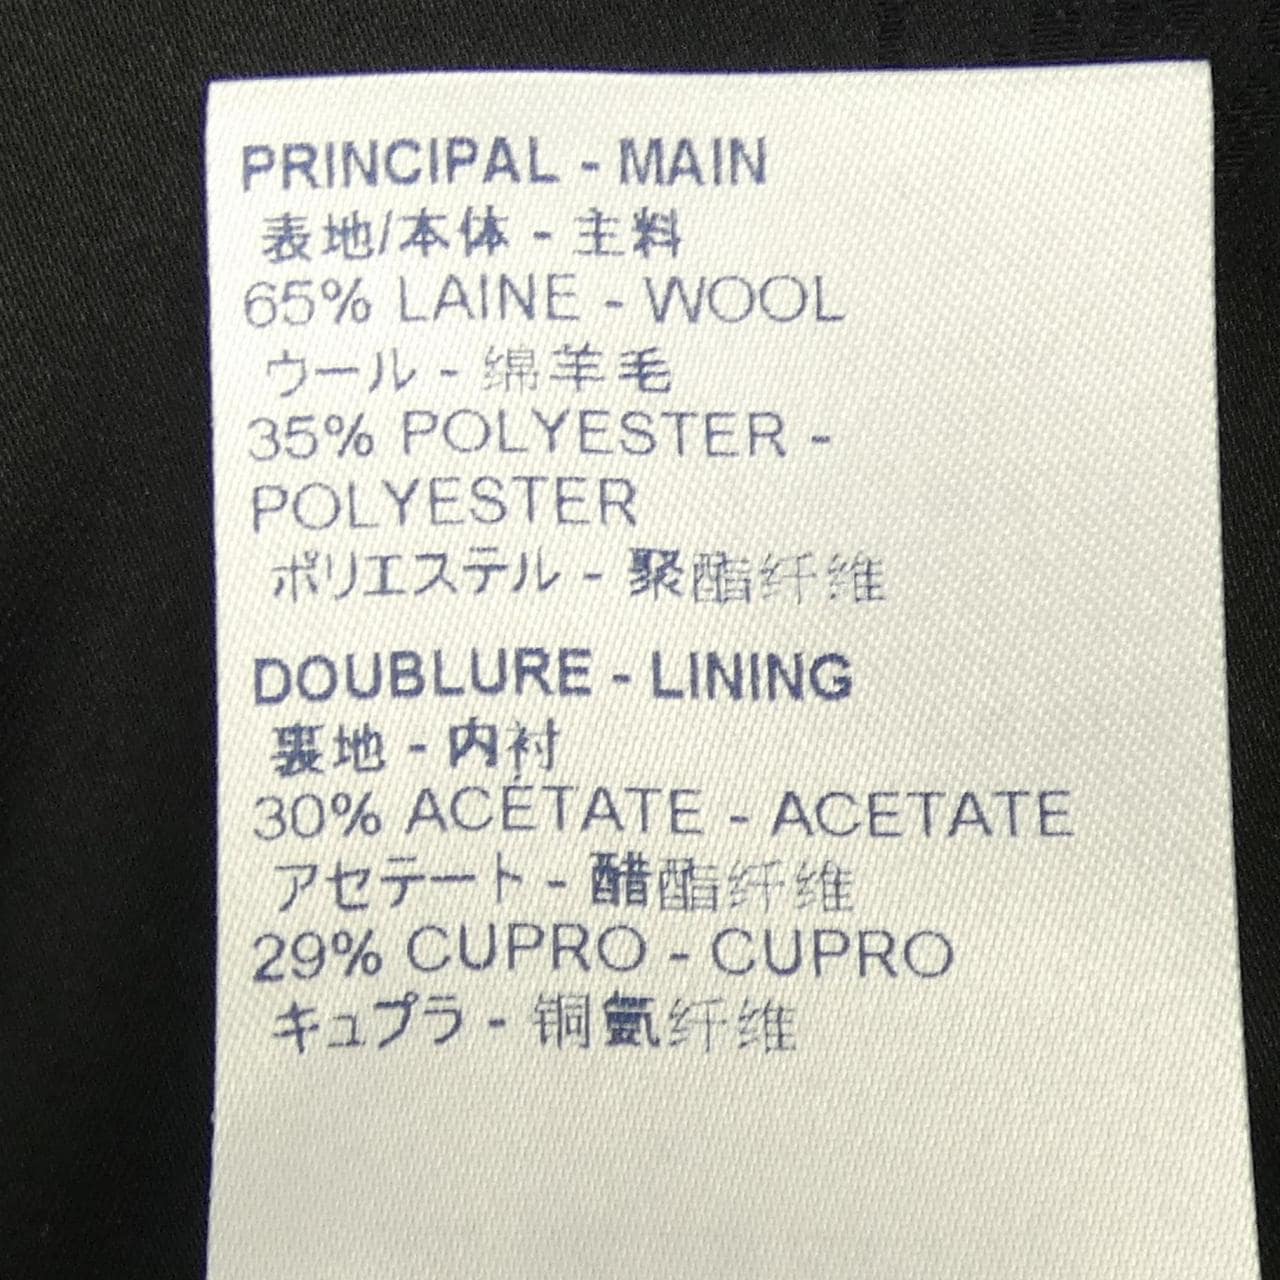 PRINCIPAL - MAIN
表地/本体 - 主料
65% LAINE - WOOL
ウール - 绵羊毛
35% POLYESTER -
POLYESTER
ポリエステル - 聚酯纤维
DOUBLURE - LINING
裏地 - 内衬
30% ACÉTATE - ACETATE
アセテート - 醋酯纤维
29% CUPRO - CUPRO
キュプラ - 铜氨纤维